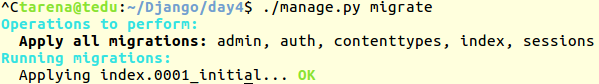 ^Ctarena@tedu:~/Django/day4$ ./manage.py migrate
Operations to perform:
  Apply all migrations: admin, auth, contenttypes, index, sessions
Running migrations:
  Applying index.0001_initial... OK